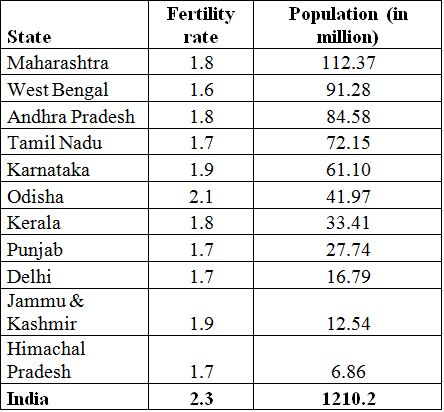 State Fertility rate Population (in million)
Maharashtra 1.8 112.37
West Bengal 1.6 91.28
Andhra Pradesh 1.8 84.58
Tamil Nadu 1.7 72.15
Karnataka 1.9 61.10
Odisha 2.1 41.97
Kerala 1.8 33.41
Punjab 1.7 27.74
Delhi 1.7 16.79
Jammu &
Kashmir 1.9 12.54
Himachal
Pradesh 1.7 6.86
India 2.3 1210.2